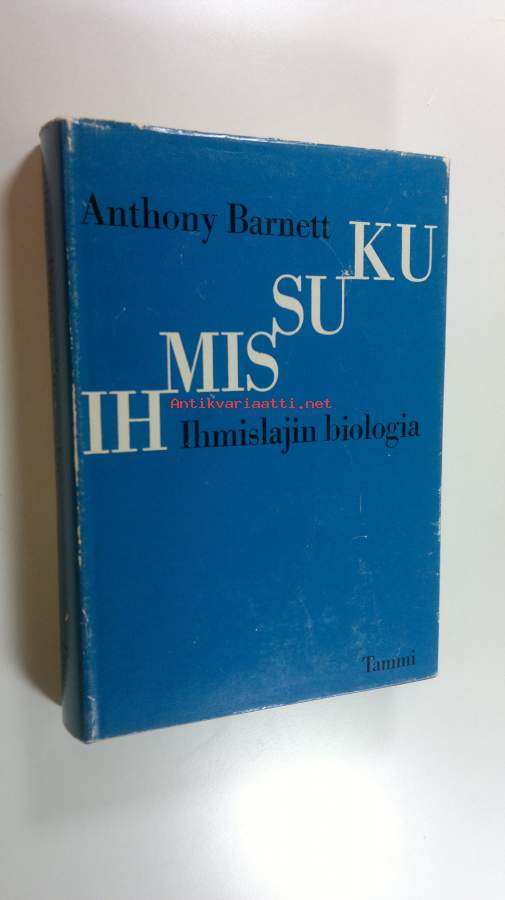 Anthony Barnett
KU
SU
MIS
Antikvariaatti.net
IH
Ihmislajin biologia
Tammi